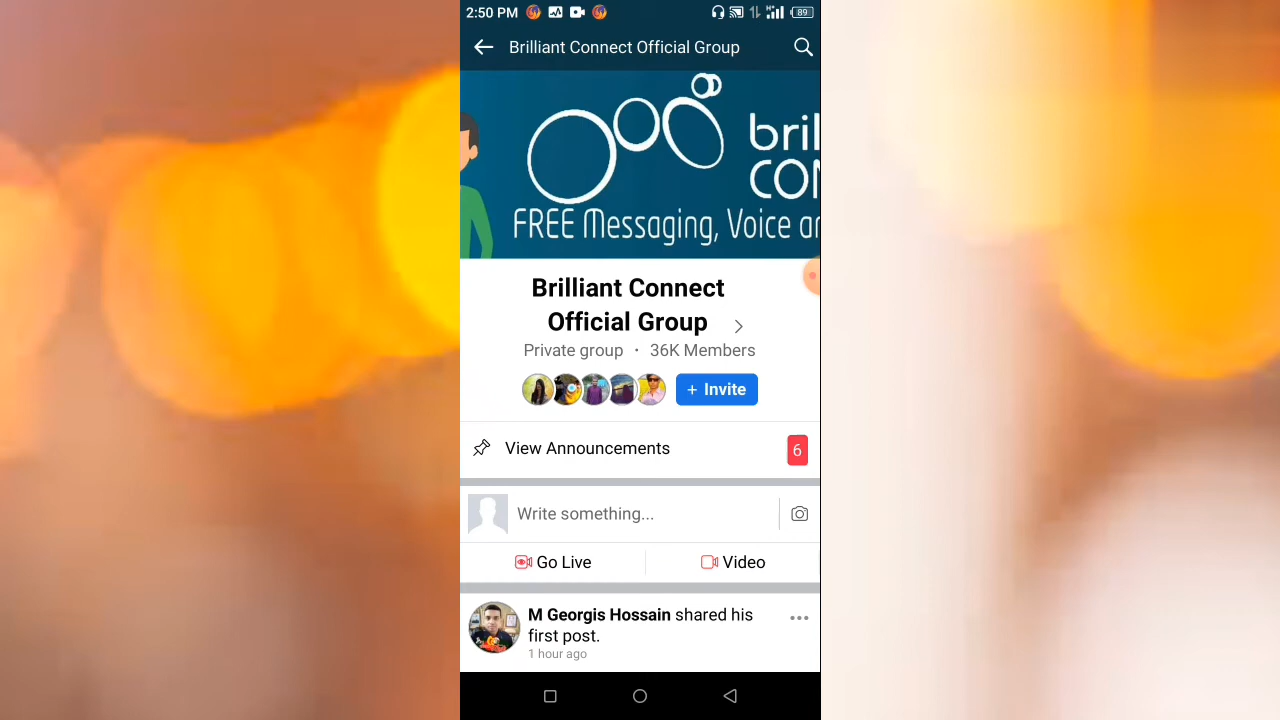 2:50 PM 89
Brilliant Connect Official Group
bril
CON
FREE Messaging, Voice an
Brilliant Connect
Official Group
Private group · 36K Members
+ Invite
View Announcements 6
Write something...
Go Live Video
M Georgis Hossain shared his
first post.
1 hour ago